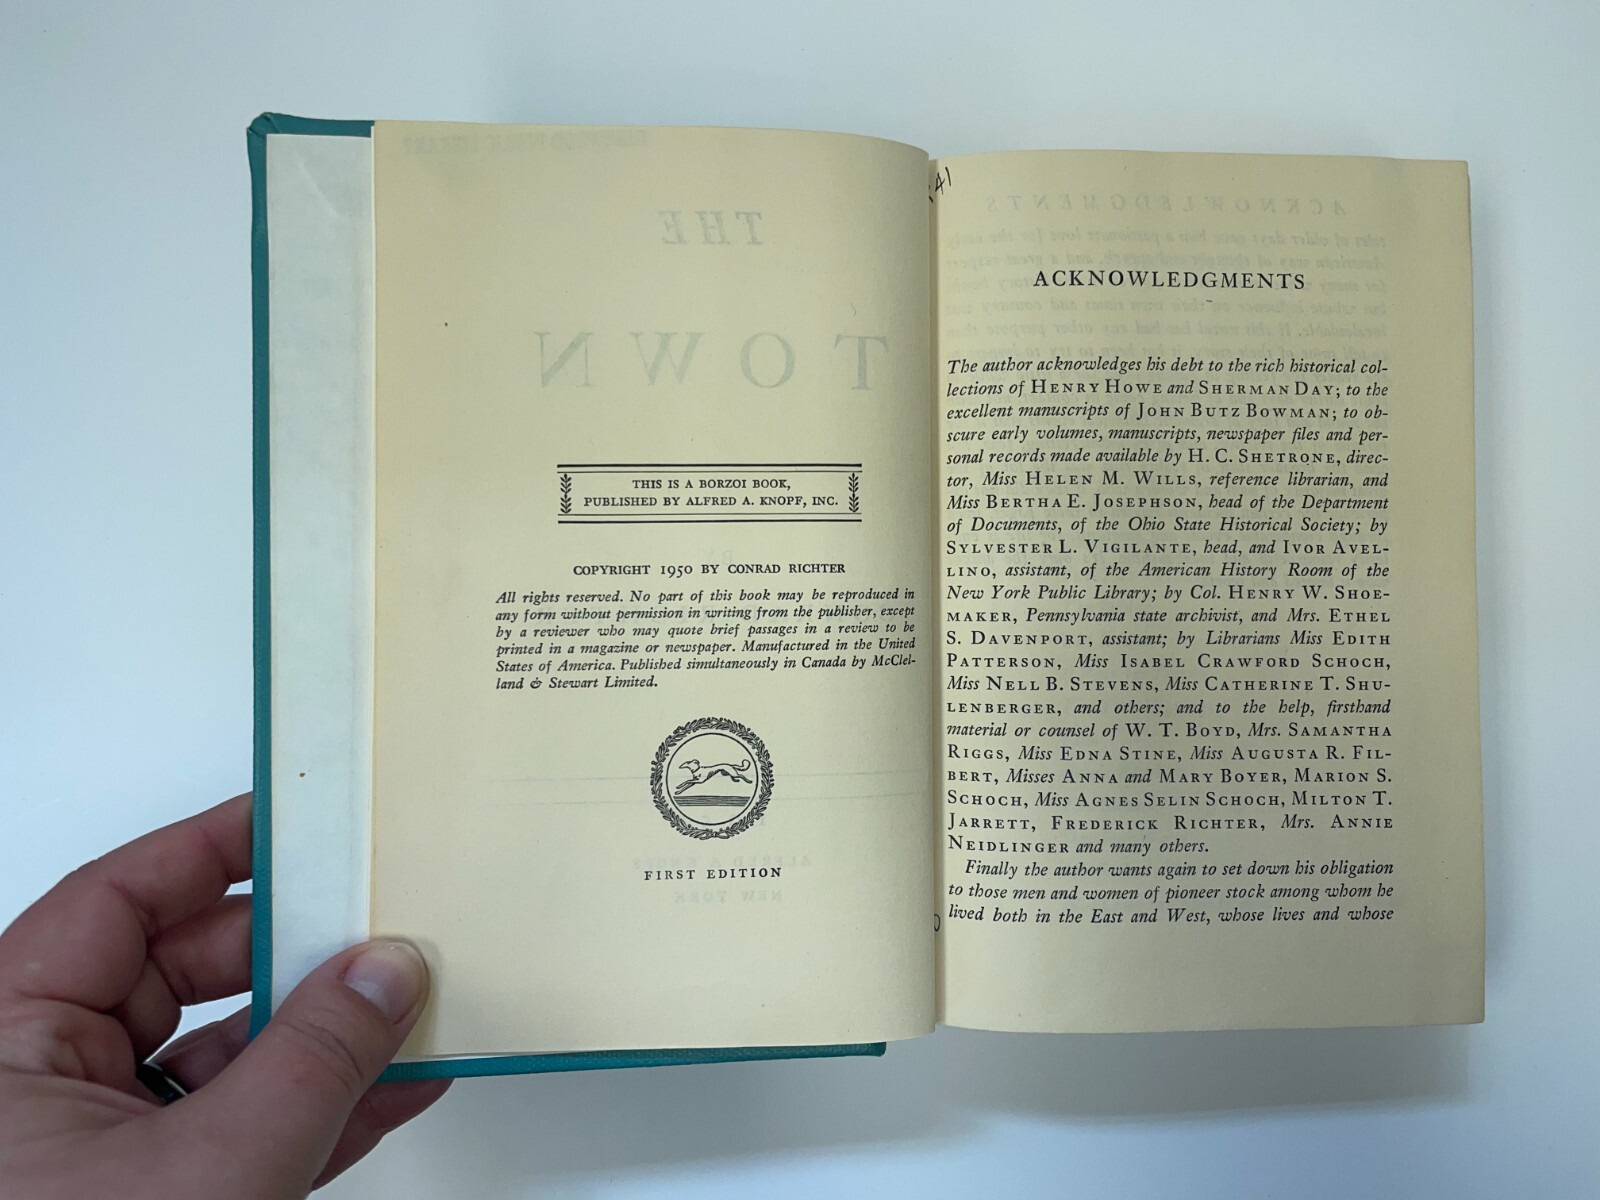 THIS IS A BORZOI BOOK,
PUBLISHED BY ALFRED A. KNOPF, INC.
COPYRIGHT 1950 BY CONRAD RICHTER
All rights reserved. No part of this book may be reproduced in
any form without permission in writing from the publisher, except
by a reviewer who may quote brief passages in a review to be
printed in a magazine or newspaper. Manufactured in the United
States of America. Published simultaneously in Canada by McClel-
land & Stewart Limited.
FIRST EDITION
41
ACKNOWLEDGMENTS
The author acknowledges his debt to the rich historical col-
lections of HENRY HOWE and SHERMAN DAY; to the
excellent manuscripts of JOHN BUTZ BOWMAN; to ob-
scure early volumes, manuscripts, newspaper files and per-
sonal records made available by H. C. SHETRONE, direc-
tor, Miss HELEN M. WILLS, reference librarian, and
Miss BERTHA E. JOSEPHSON, head of the Department
of Documents, of the Ohio State Historical Society; by
SYLVESTER L. VIGILANTE, head, and IVOR AVEL-
LINO, assistant, of the American History Room of the
New York Public Library; by Col. HENRY W. SHOE-
MAKER, Pennsylvania state archivist, and Mrs. ETHEL
S. DAVENPORT, assistant; by Librarians Miss EDITH
PATTERSON, Miss ISABEL CRAWFORD SCHOCH,
Miss NELL B. STEVENS, Miss CATHERINE T. SHU-
LENBERGER, and others; and to the help, firsthand
material or counsel of W. T. BOYD, Mrs. SAMANTHA
RIGGS, Miss EDNA STINE, Miss AUGUSTA R. FIL-
BERT, Misses ANNA and MARY BOYER, MARION S.
SCHOCH, Miss AGNES SELIN SCHOCH, MILTON T.
JARRETT, FREDERICK RICHTER, Mrs. ANNIE
NEIDLINGER and many others.
Finally the author wants again to set down his obligation
to those men and women of pioneer stock among whom he
lived both in the East and West, whose lives and whose